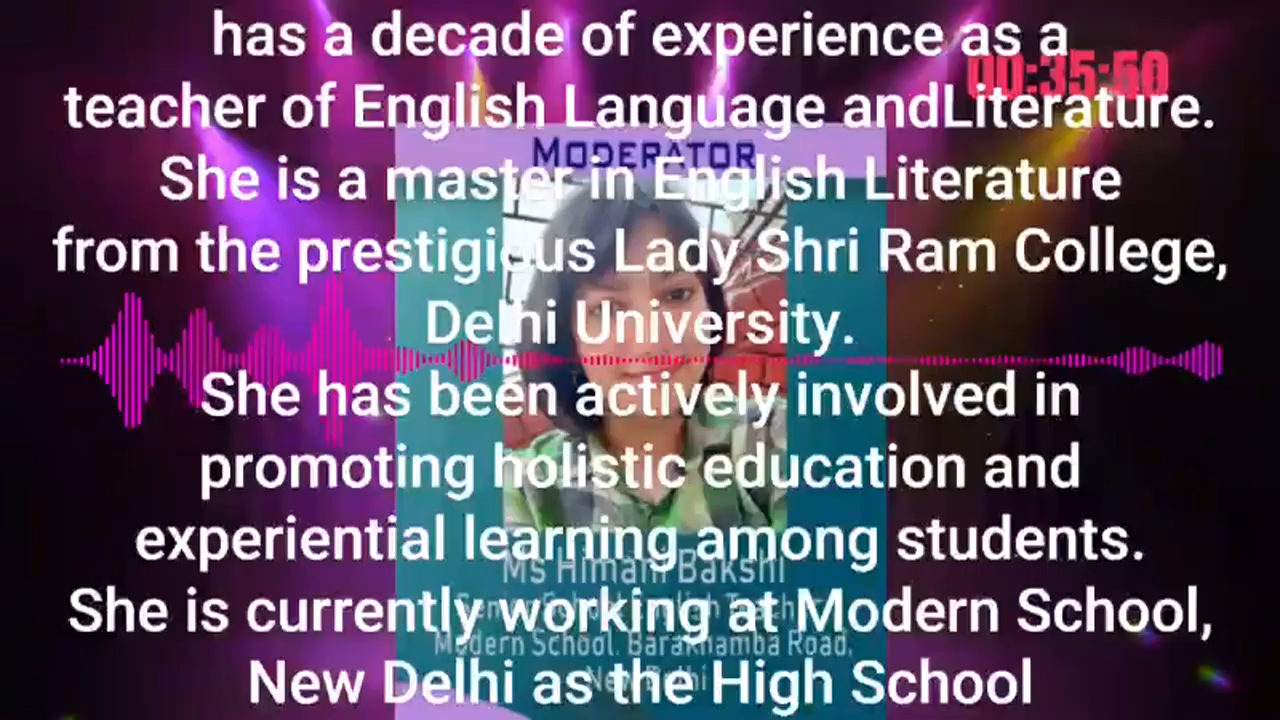 has a decade of experience as a
00:35:50
teacher of English Language andLiterature.
MODERATOR
She is a master in English Literature
from the prestigious Lady Shri Ram College,
Delhi University.
She has been actively involved in
promoting holistic education and
experiential learning among students.
Ms Himani Bakshi
She is currently working at Modern School,
Modern School, Barakhamba Road,
New Delhi
New Delhi as the High School